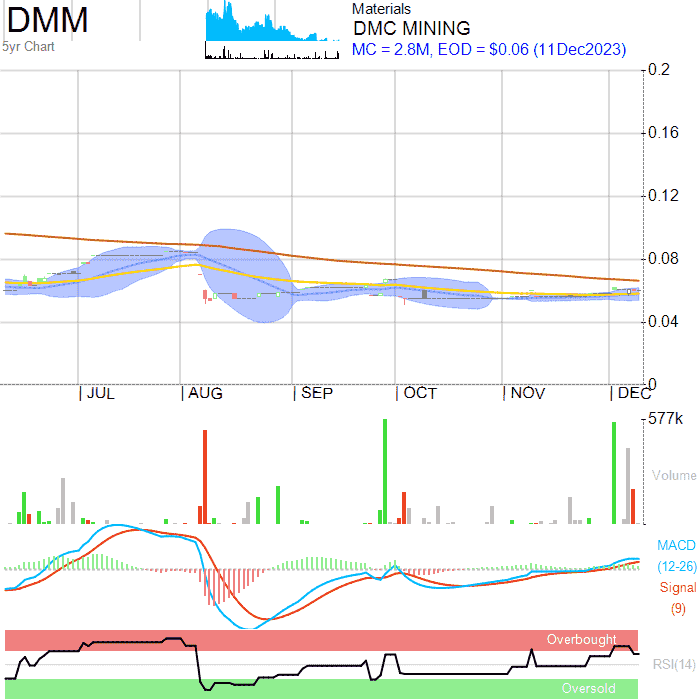 DMM
5yr Chart
Materials
DMC MINING
MC = 2.8M, EOD = $0.06 (11Dec2023)
0.2
0.16
0.12
0.08
0.04
0
JUL
AUG
SEP
OCT
NOV
DEC
577k
Volume
MACD
(12-26)
Signal
(9)
Overbought
RSI(14)
Oversold